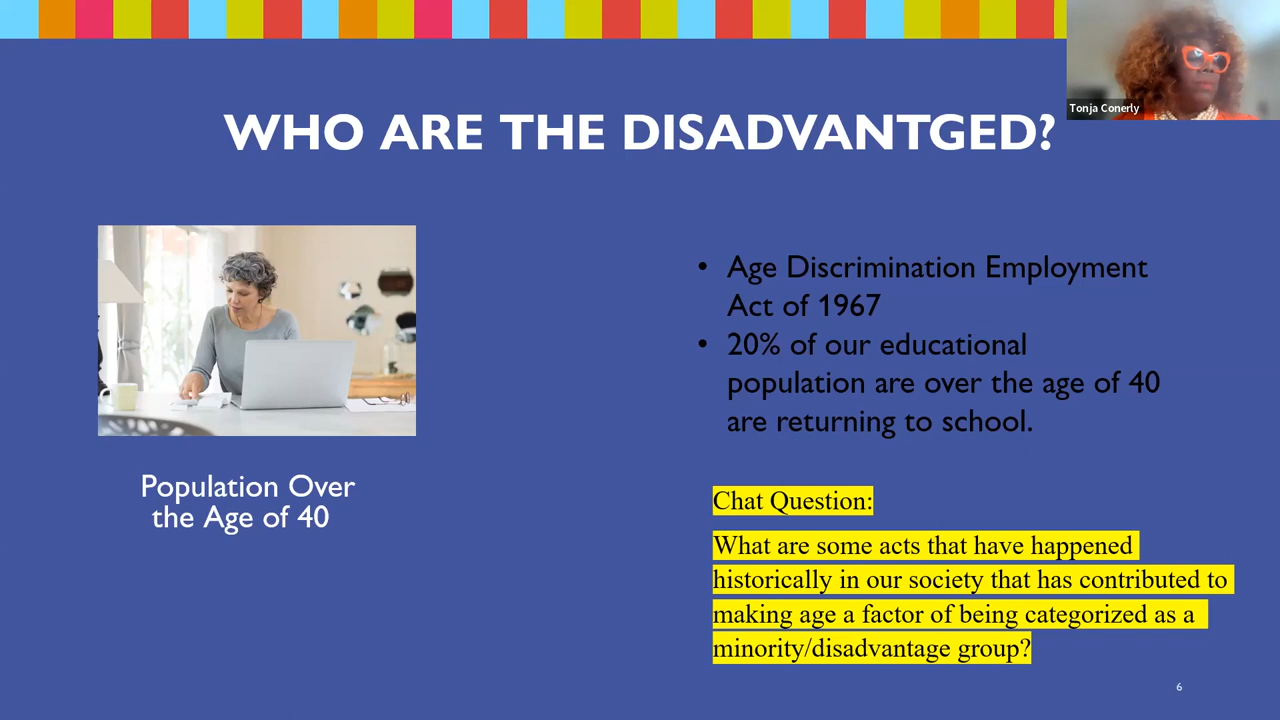 Tonja Conerly
WHO ARE THE DISADVANTGED?
Population Over
the Age of 40
• Age Discrimination Employment
Act of 1967
• 20% of our educational
population are over the age of 40
are returning to school.
Chat Question:
What are some acts that have happened
historically in our society that has contributed to
making age a factor of being categorized as a
minority/disadvantage group?
6